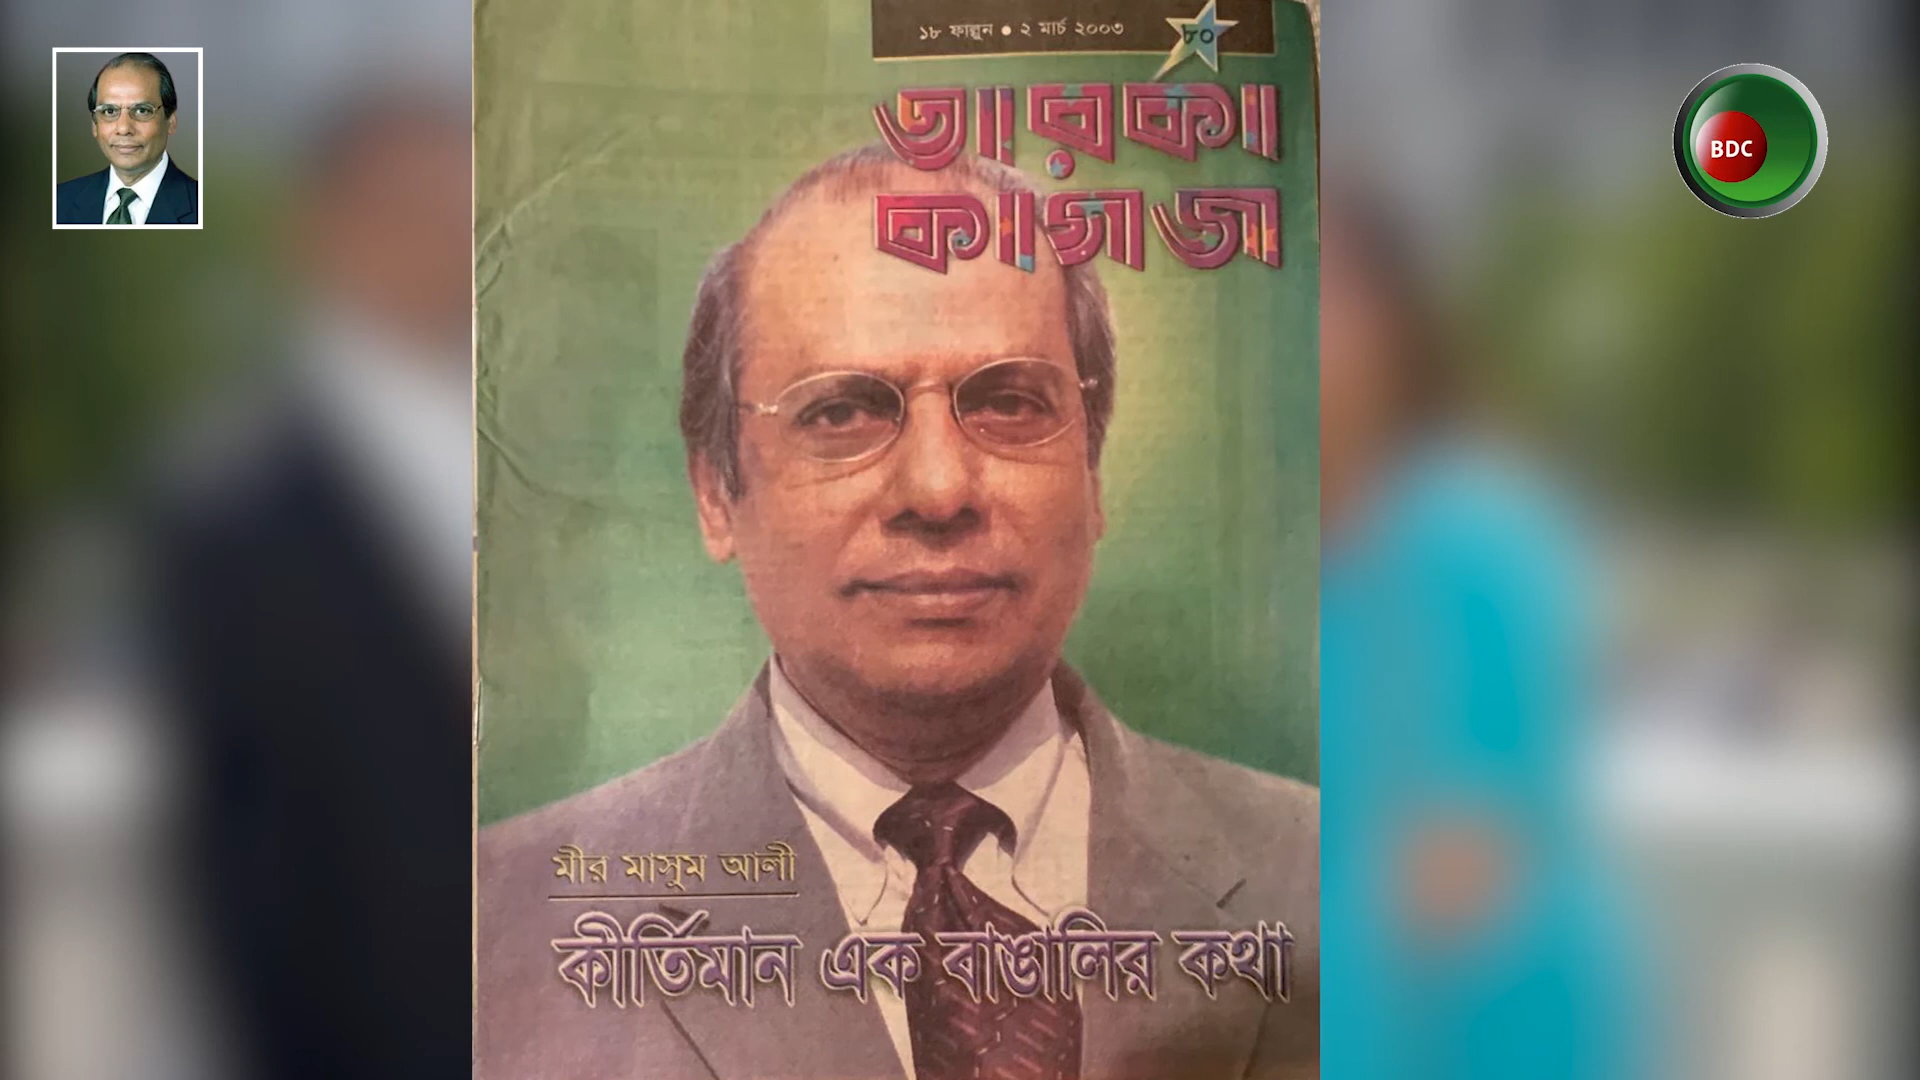 ১৮ ফাল্গুন ● ২ মার্চ ২০০৩
৮০
তারকা
কাগজ
BDC
মীর মাসুম আলী
কীর্তিমান এক বাঙালির কথা